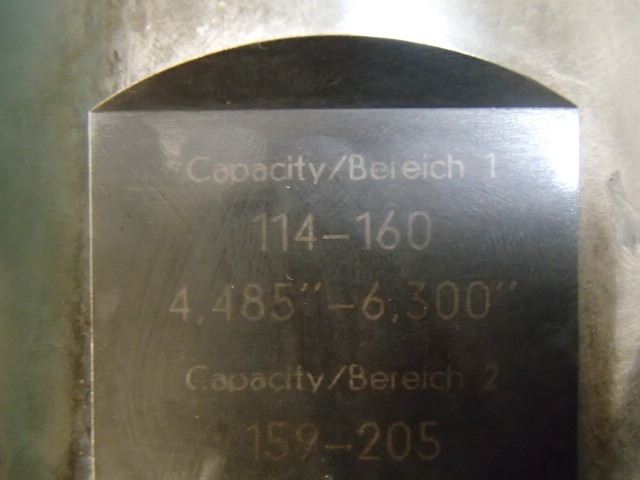 Capacity/Bereich 1
114-160
4,485"-6,300"
Capacity/Bereich 2
159-205